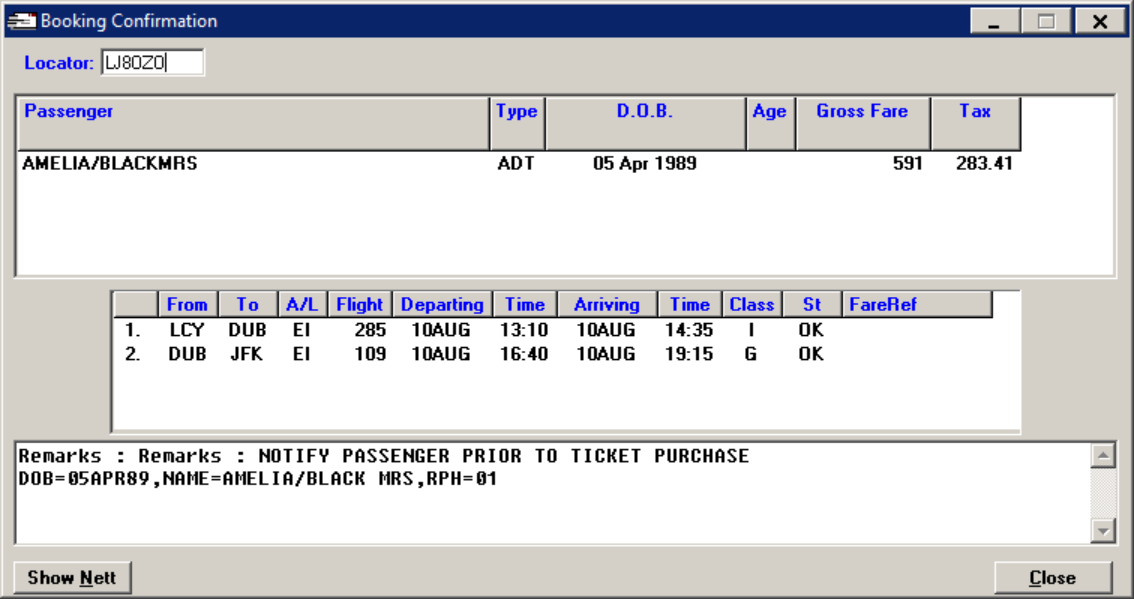 Booking Confirmation
Locator: LJ80Z0
Passenger Type D.O.B. Age Gross Fare Tax
AMELIA/BLACKMRS ADT 05 Apr 1989 591 283.41
From To A/L Flight Departing Time Arriving Time Class St FareRef
1. LCY DUB EI 285 10AUG 13:10 10AUG 14:35 I OK
2. DUB JFK EI 109 10AUG 16:40 10AUG 19:15 G OK
Remarks : Remarks : NOTIFY PASSENGER PRIOR TO TICKET PURCHASE
DOB=05APR89,NAME=AMELIA/BLACK MRS,RPH=01
Show Nett Close